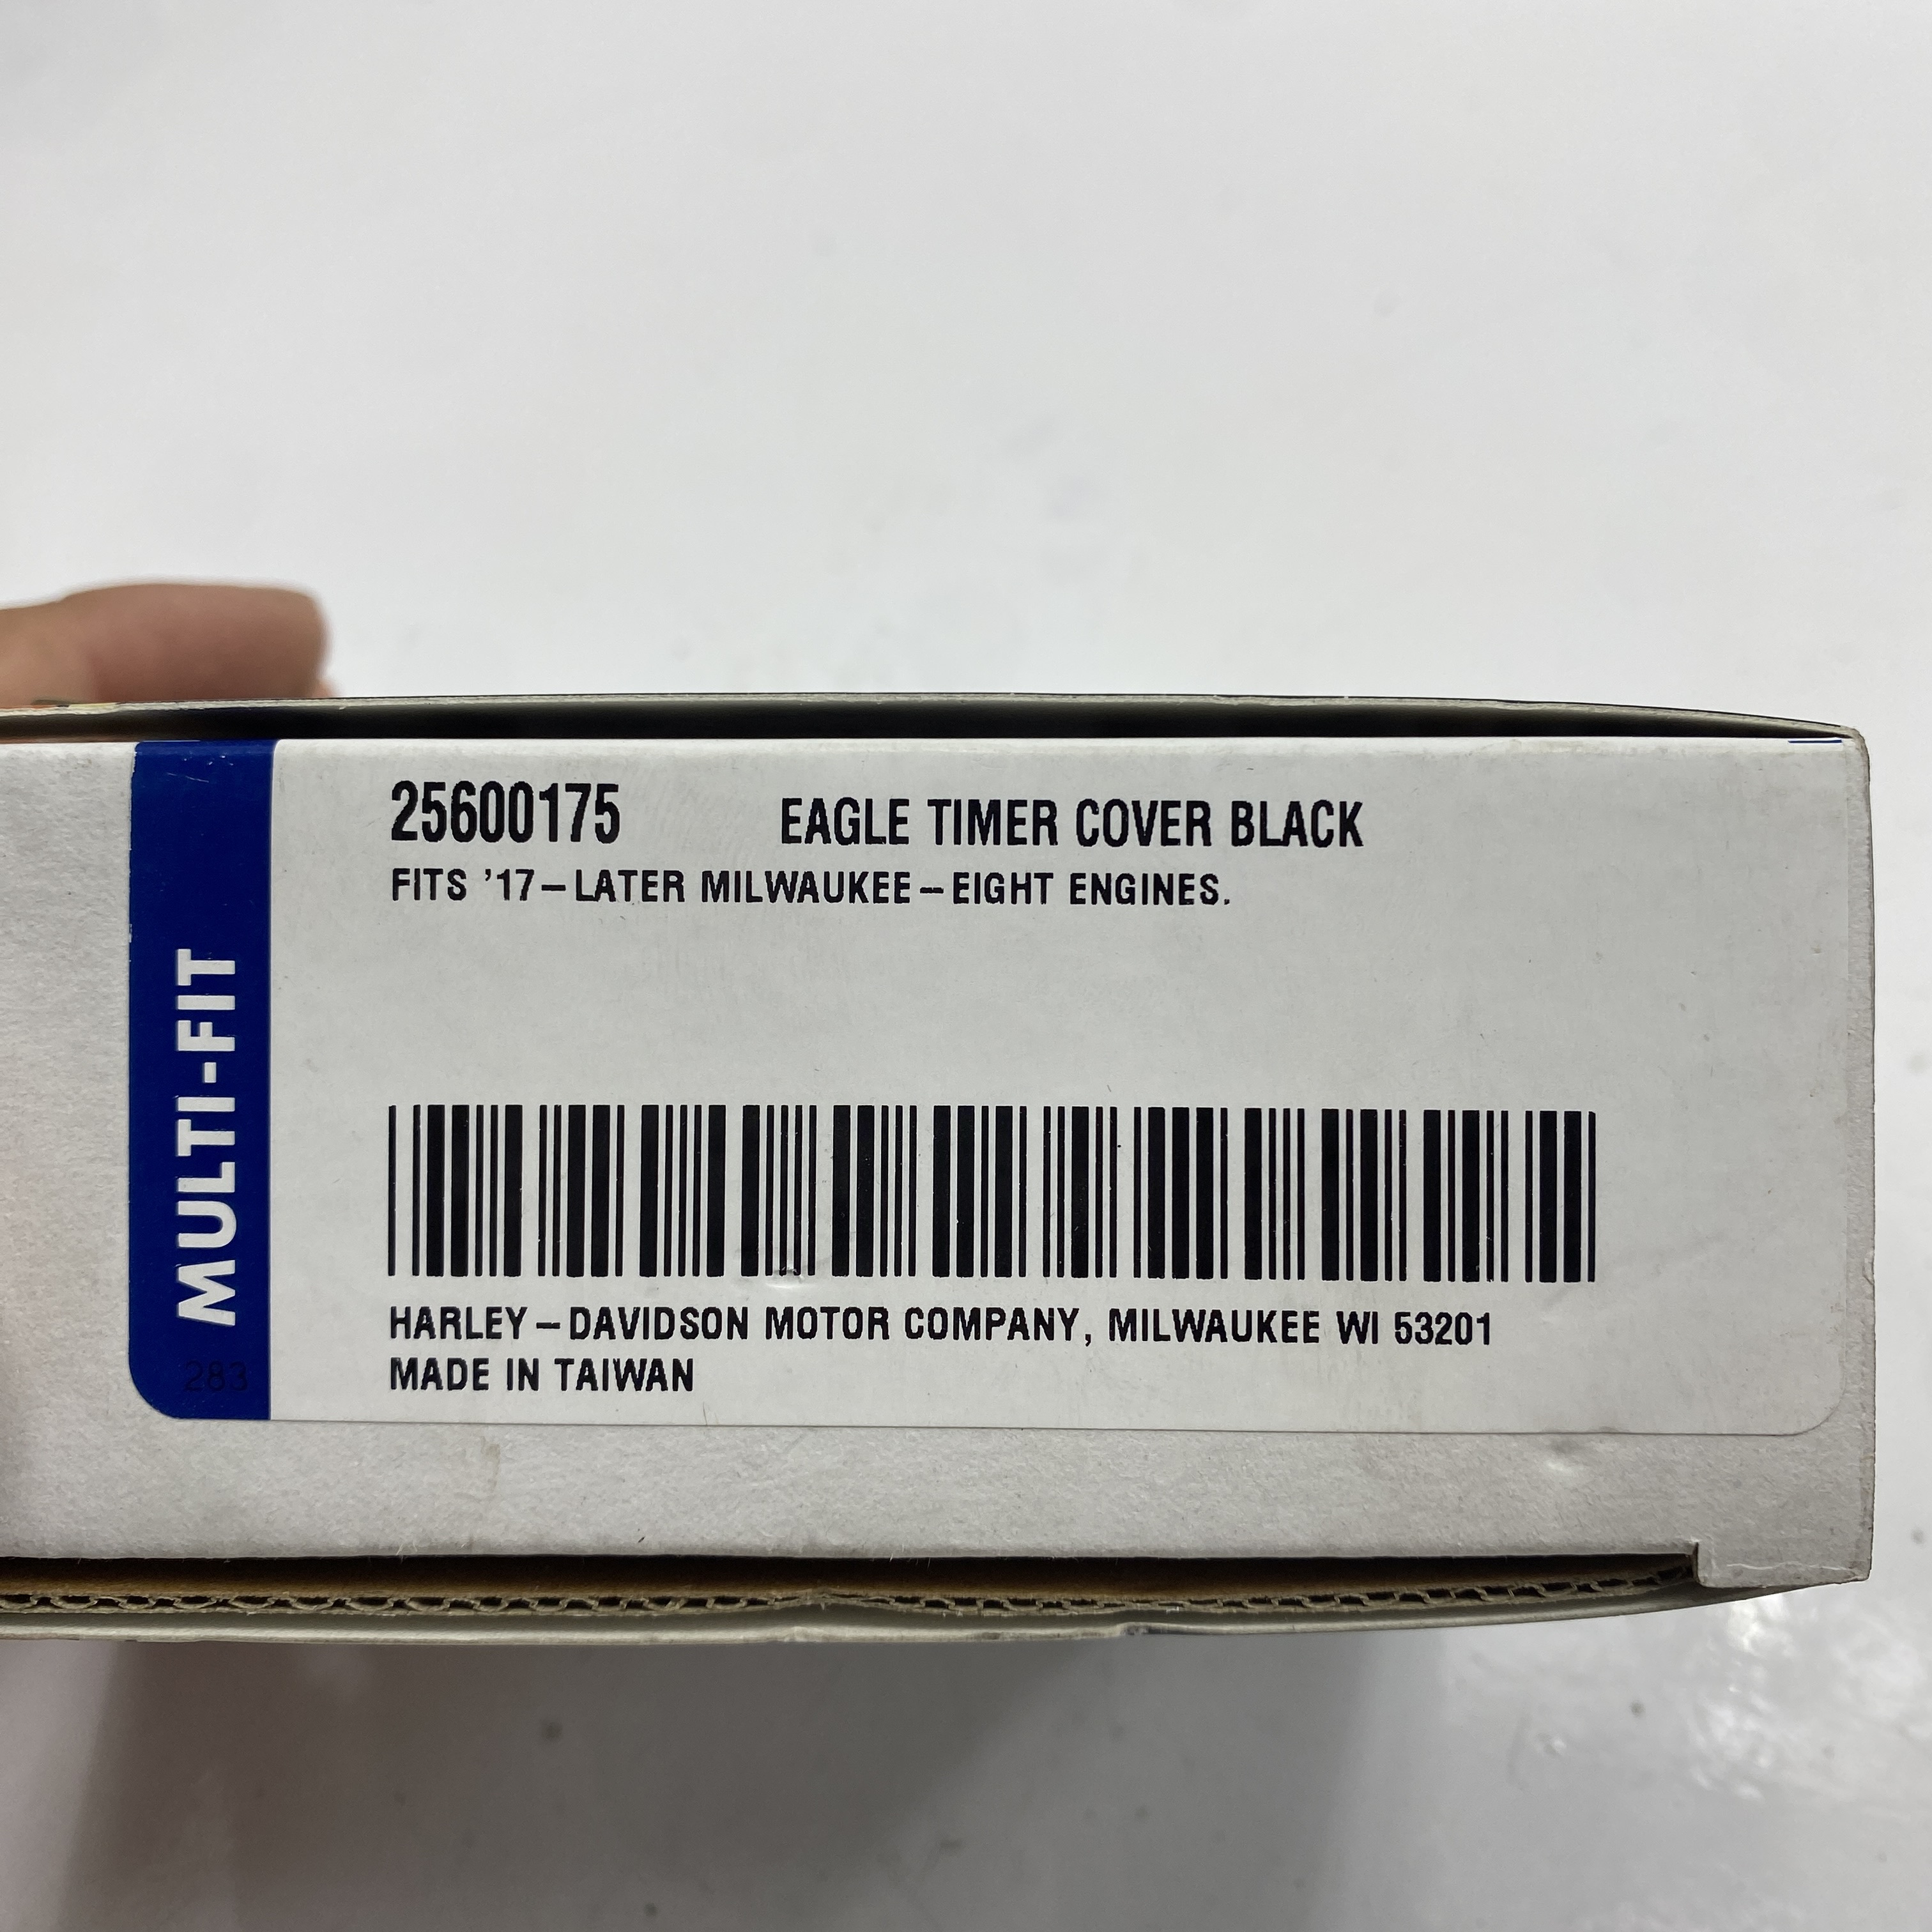 25600175 EAGLE TIMER COVER BLACK
FITS '17-LATER MILWAUKEE-EIGHT ENGINES.
MULTI-FIT
283
HARLEY-DAVIDSON MOTOR COMPANY, MILWAUKEE WI 53201
MADE IN TAIWAN